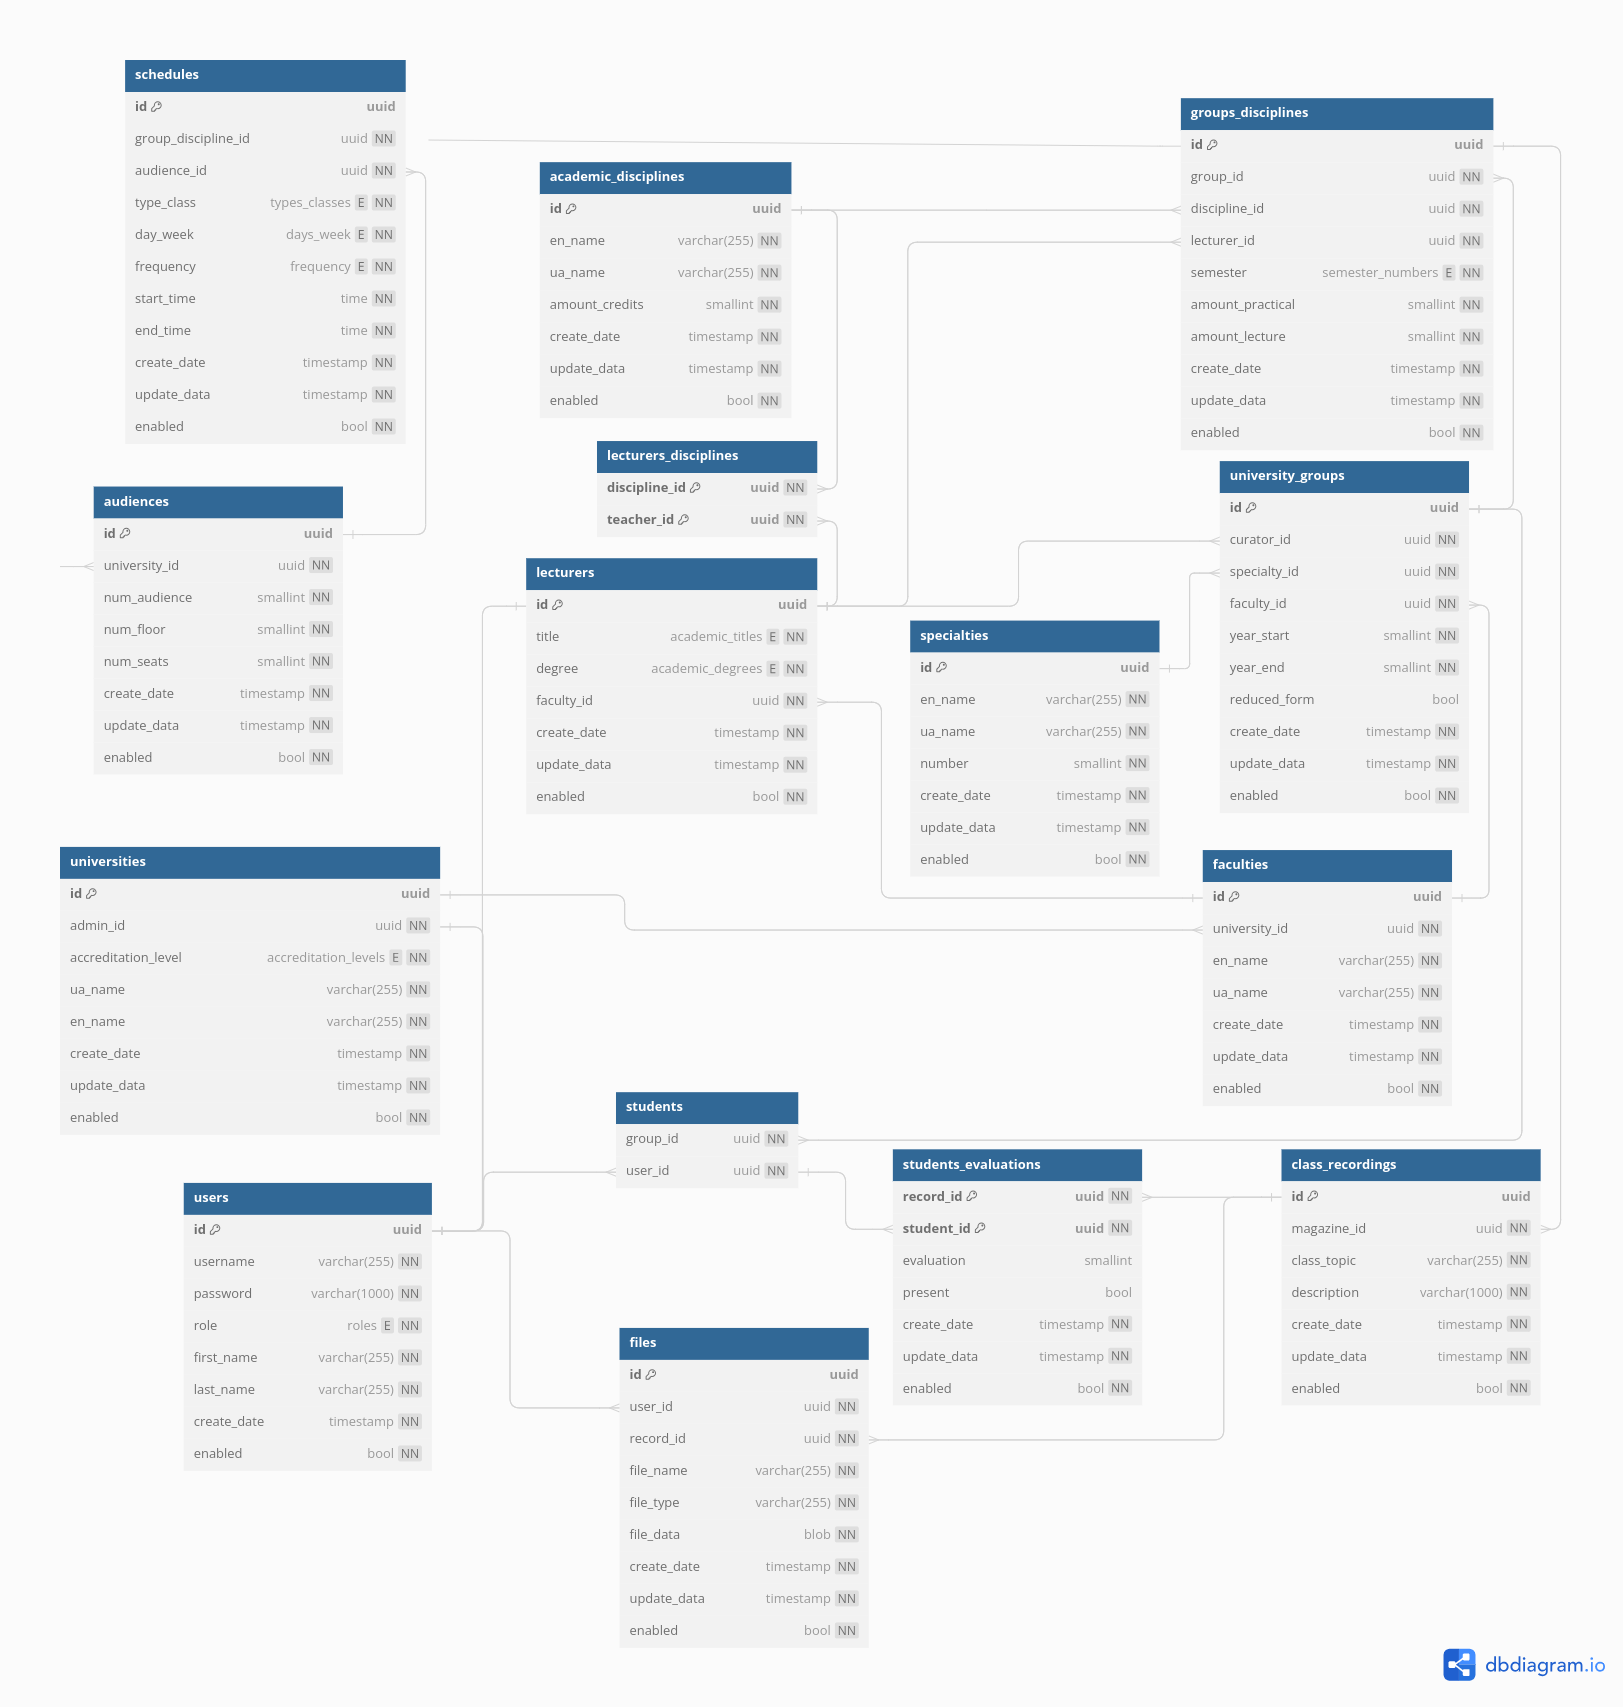 schedules
id uuid
group_discipline_id uuid NN
audience_id uuid NN
type_class types_classes E NN
day_week days_week E NN
frequency frequency E NN
start_time time NN
end_time time NN
create_date timestamp NN
update_data timestamp NN
enabled bool NN
groups_disciplines
id uuid
group_id uuid NN
discipline_id uuid NN
lecturer_id uuid NN
semester semester_numbers E NN
amount_practical smallint NN
amount_lecture smallint NN
create_date timestamp NN
update_data timestamp NN
enabled bool NN
academic_disciplines
id uuid
en_name varchar(255) NN
ua_name varchar(255) NN
amount_credits smallint NN
create_date timestamp NN
update_data timestamp NN
enabled bool NN
lecturers_disciplines
discipline_id uuid NN
teacher_id uuid NN
university_groups
id uuid
curator_id uuid NN
specialty_id uuid NN
faculty_id uuid NN
year_start smallint NN
year_end smallint NN
reduced_form bool
create_date timestamp NN
update_data timestamp NN
enabled bool NN
audiences
id uuid
university_id uuid NN
num_audience smallint NN
num_floor smallint NN
num_seats smallint NN
create_date timestamp NN
update_data timestamp NN
enabled bool NN
lecturers
id uuid
title academic_titles E NN
degree academic_degrees E NN
faculty_id uuid NN
create_date timestamp NN
update_data timestamp NN
enabled bool NN
specialties
id uuid
en_name varchar(255) NN
ua_name varchar(255) NN
number smallint NN
create_date timestamp NN
update_data timestamp NN
enabled bool NN
universities
id uuid
admin_id uuid NN
accreditation_level accreditation_levels E NN
ua_name varchar(255) NN
en_name varchar(255) NN
create_date timestamp NN
update_data timestamp NN
enabled bool NN
faculties
id uuid
university_id uuid NN
en_name varchar(255) NN
ua_name varchar(255) NN
create_date timestamp NN
update_data timestamp NN
enabled bool NN
students
group_id uuid NN
user_id uuid NN
students_evaluations
record_id uuid NN
student_id uuid NN
evaluation smallint
present bool
create_date timestamp NN
update_data timestamp NN
enabled bool NN
class_recordings
id uuid
magazine_id uuid NN
class_topic varchar(255) NN
description varchar(1000) NN
create_date timestamp NN
update_data timestamp NN
enabled bool NN
users
id uuid
username varchar(255) NN
password varchar(1000) NN
role roles E NN
first_name varchar(255) NN
last_name varchar(255) NN
create_date timestamp NN
enabled bool NN
files
id uuid
user_id uuid NN
record_id uuid NN
file_name varchar(255) NN
file_type varchar(255) NN
file_data blob NN
create_date timestamp NN
update_data timestamp NN
enabled bool NN
dbdiagram.io